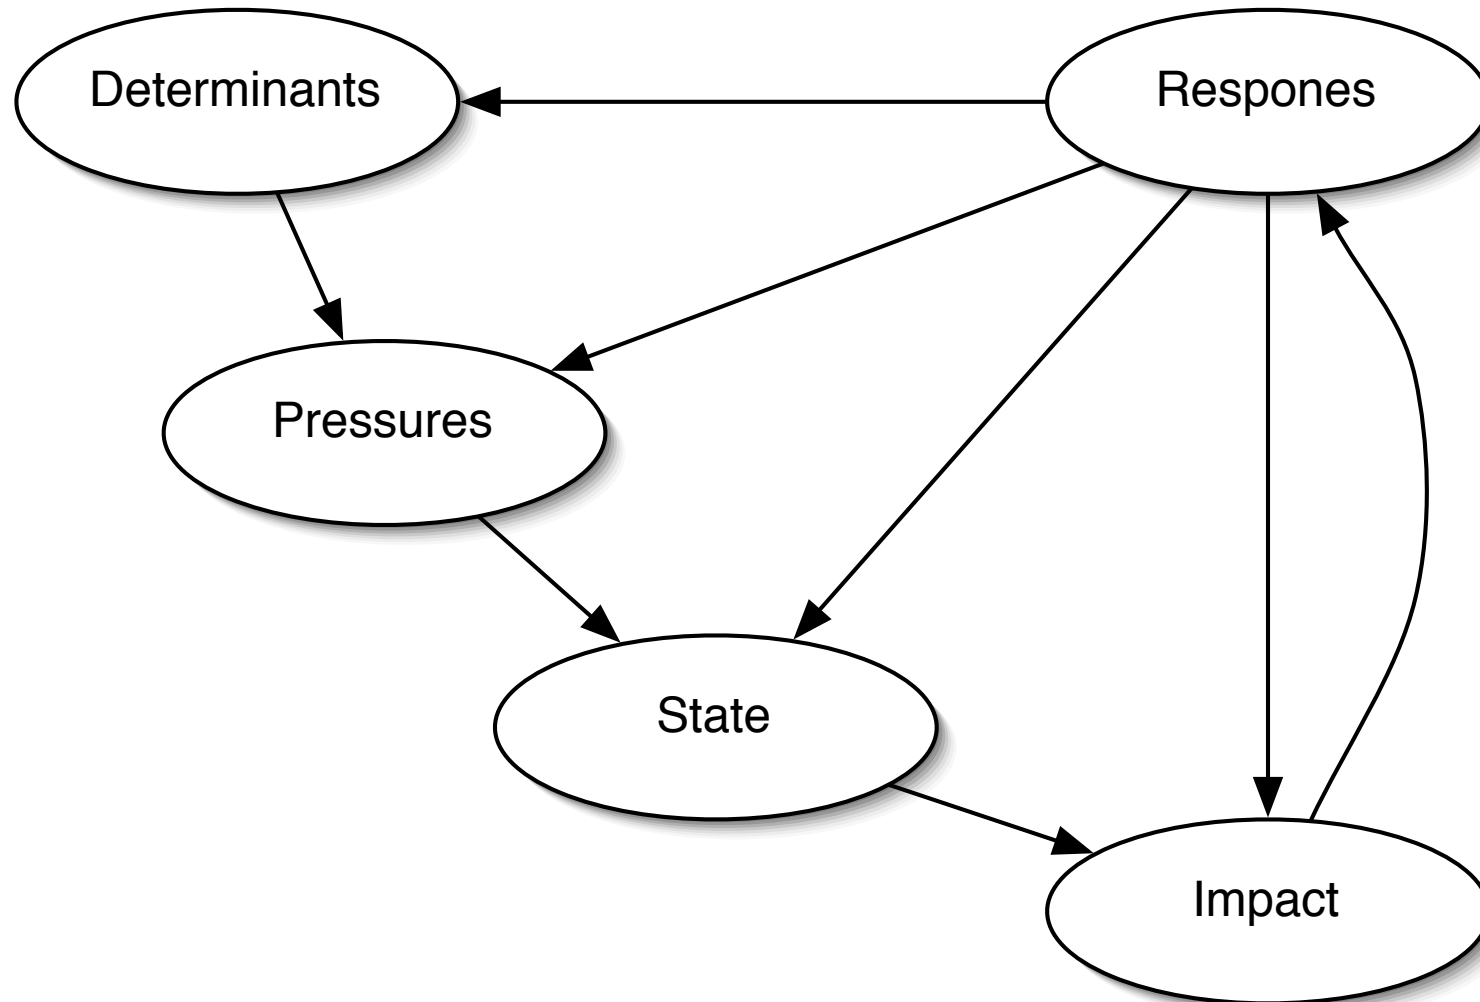 Determinants
Respones
Pressures
State
Impact